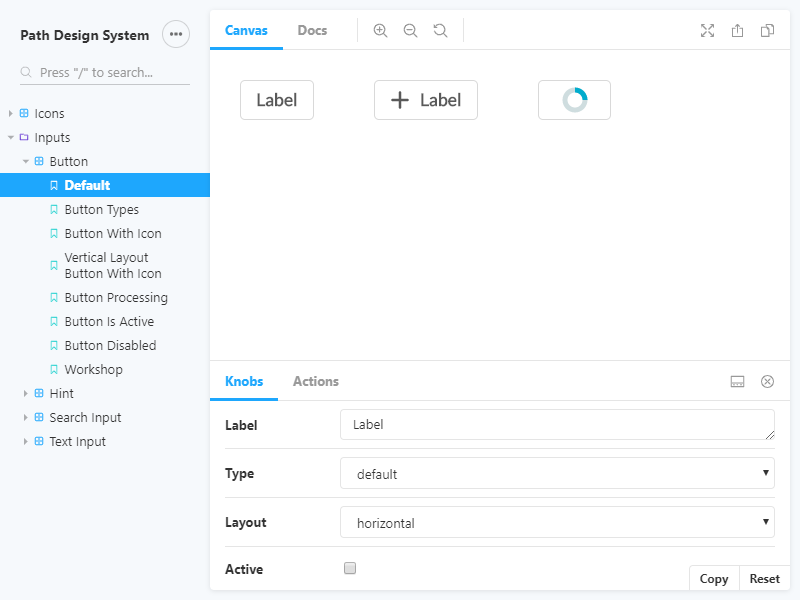 Path Design System
Press "/" to search...
Icons
Inputs
Button
Default
Button Types
Button With Icon
Vertical Layout
Button With Icon
Button Processing
Button Is Active
Button Disabled
Workshop
Hint
Search Input
Text Input
Canvas
Docs
Label
Label
Knobs
Actions
Label
Label
Type
default
Layout
horizontal
Active
Copy
Reset